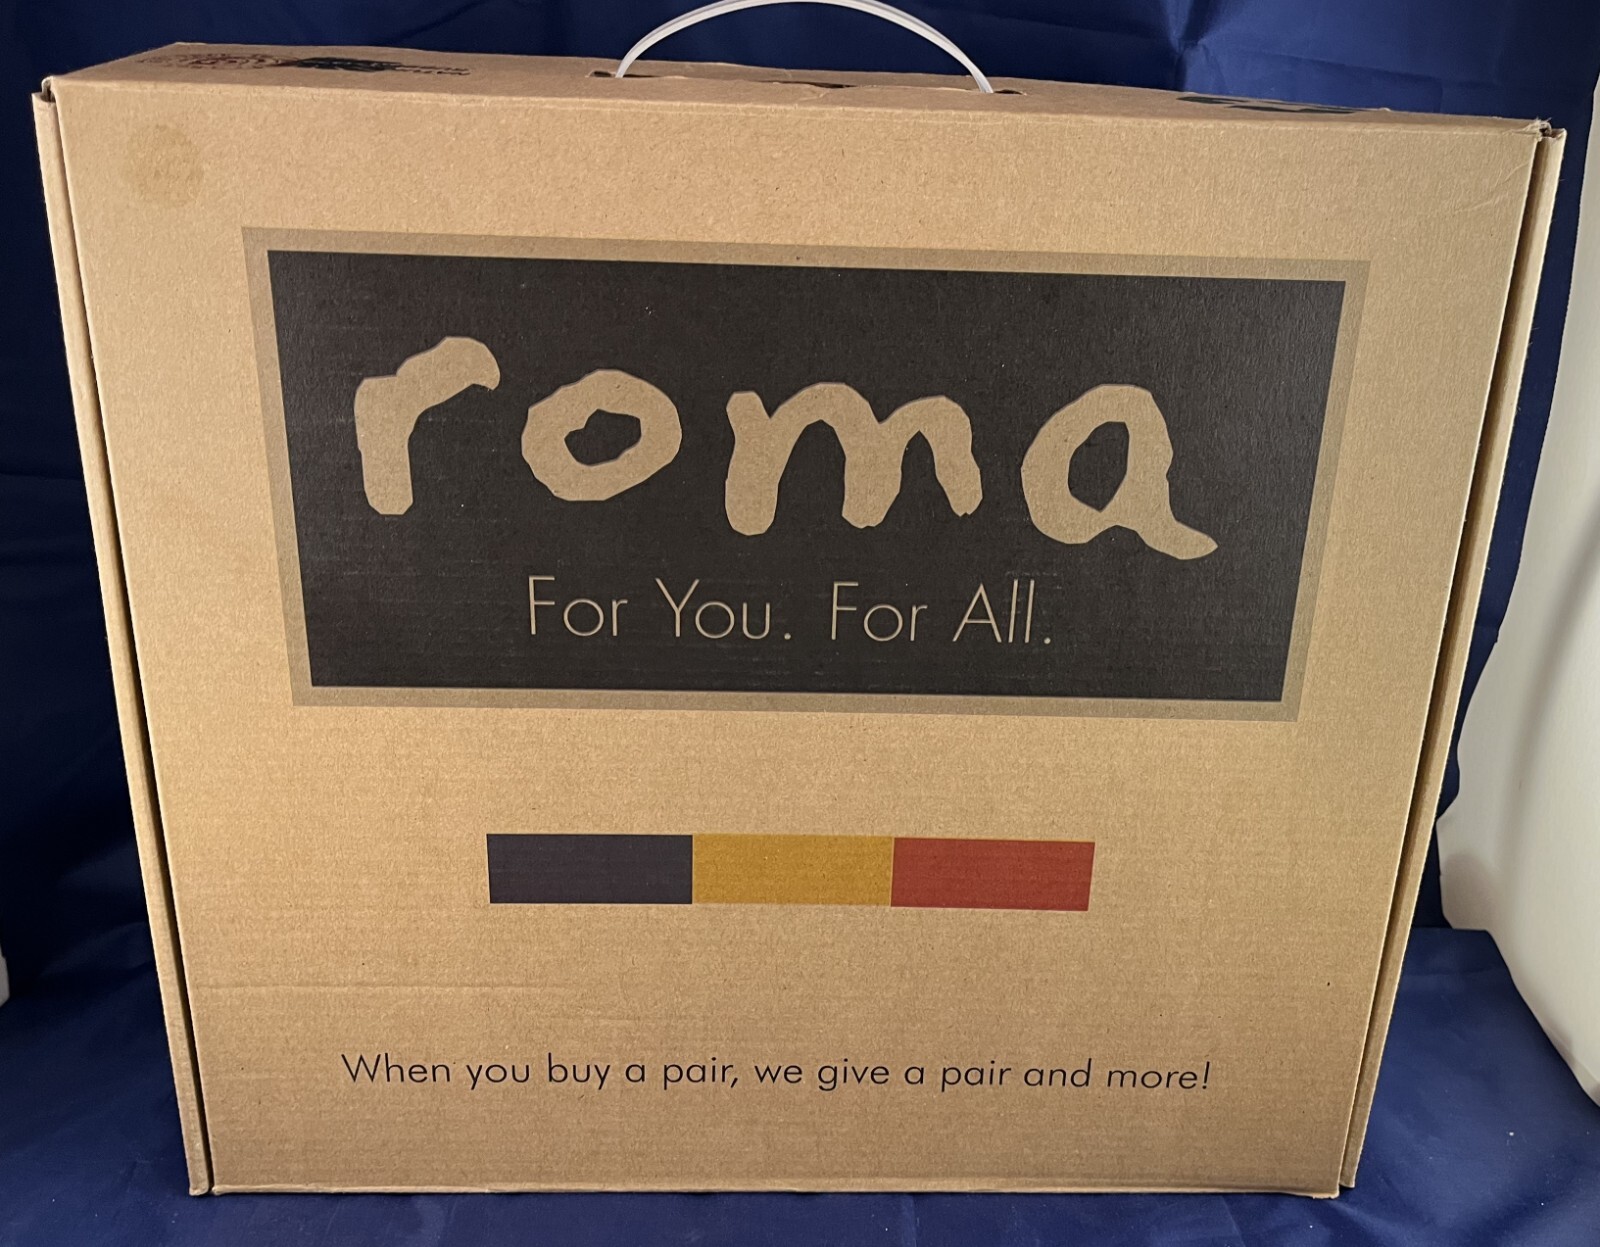 roma
For You. For All.
When you buy a pair, we give a pair and more!